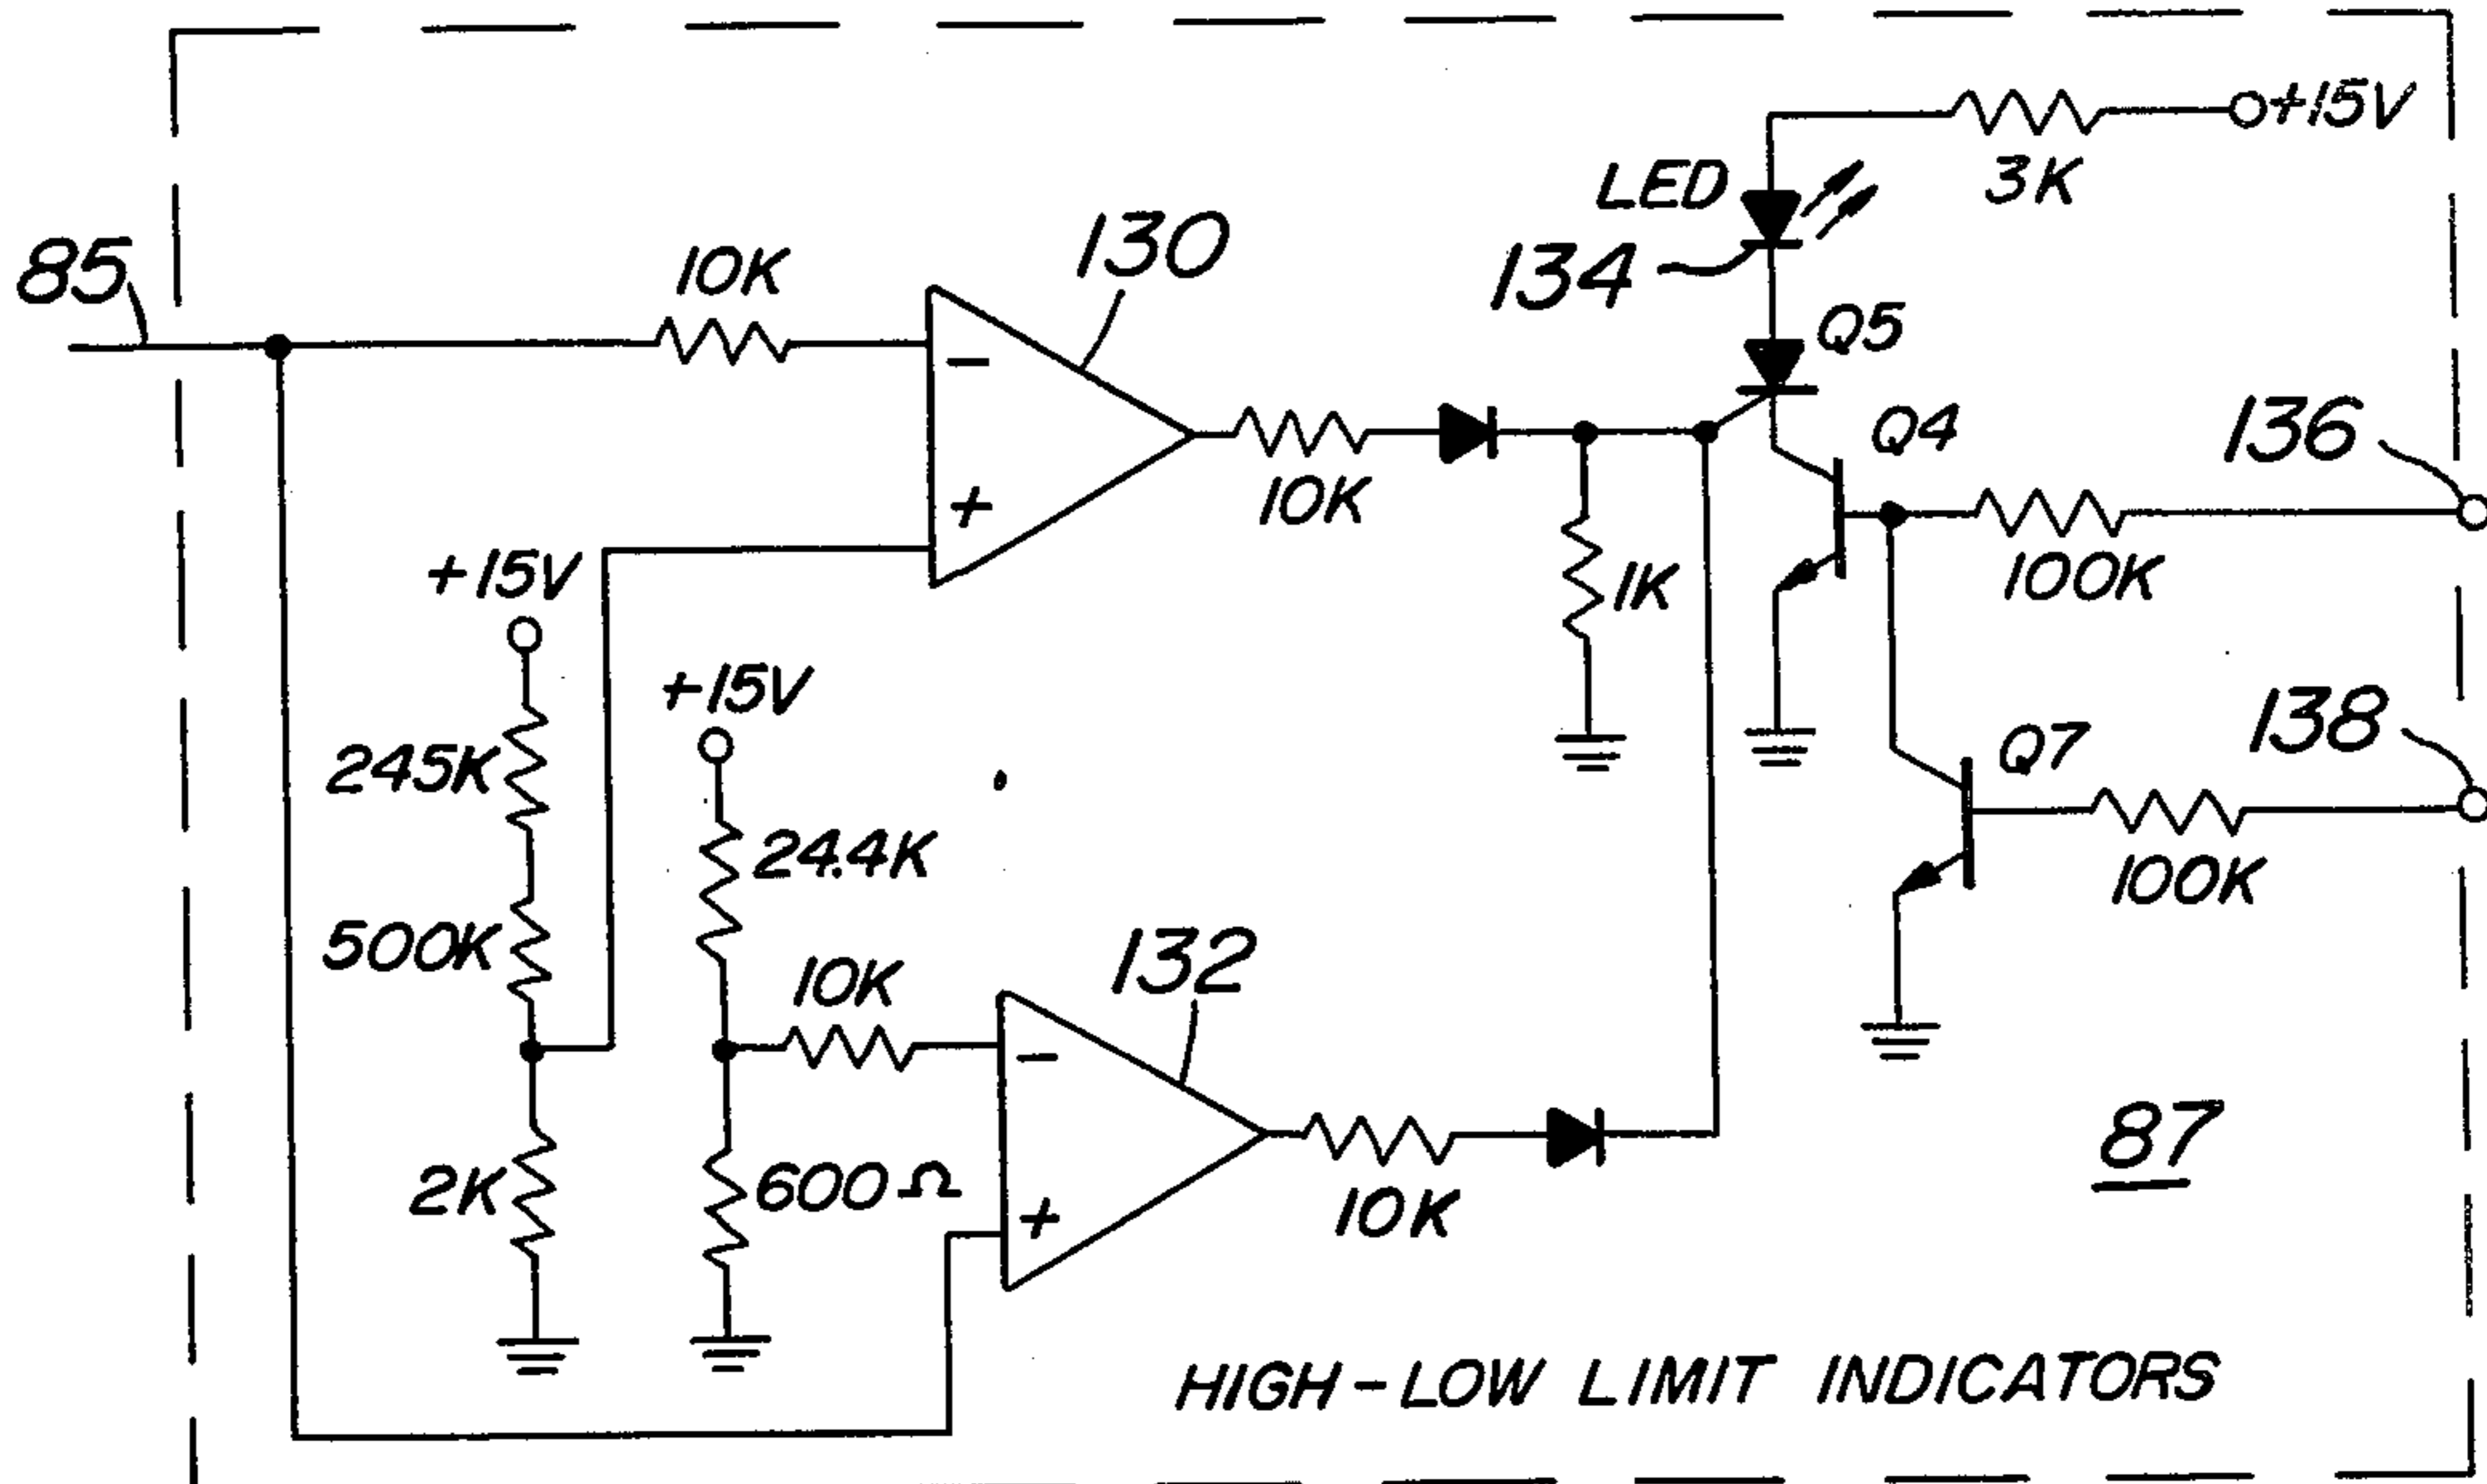 +15V
3K
LED
134
85
10K
130
Q5
Q4
136
−
10K
+
+15V
1K
100K
+15V
138
Q7
245K
24.4K
100K
500K
10K
132
−
87
2K
600Ω
+
10K
HIGH-LOW LIMIT INDICATORS